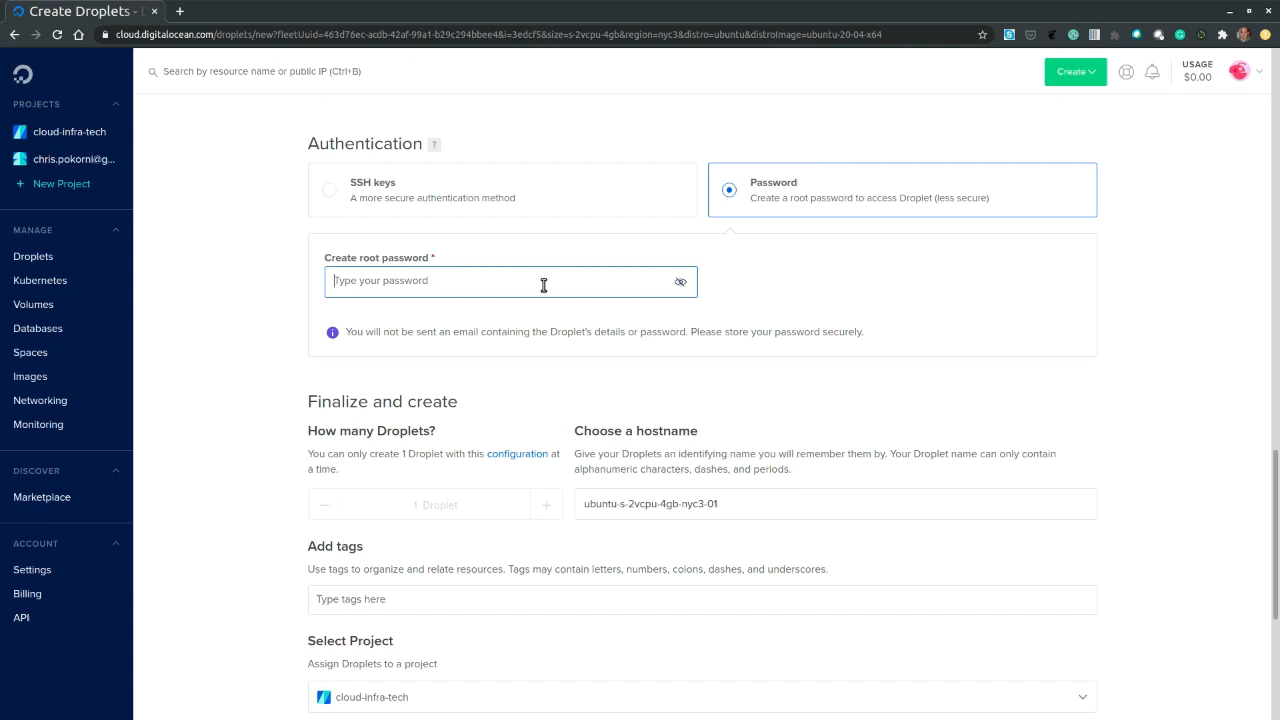 Create Droplets -
cloud.digitalocean.com/droplets/new?fleetUuid=463d76ec-acdb-42af-99a1-b29c294bbee4&i=3edcf5&size=s-2vcpu-4gb&region=nyc3&distro=ubuntu&distroImage=ubuntu-20-04-x64
Search by resource name or public IP (Ctrl+B)
Create
USAGE
$0.00
PROJECTS
cloud-infra-tech
chris.pokorni@g...
+ New Project
MANAGE
Droplets
Kubernetes
Volumes
Databases
Spaces
Images
Networking
Monitoring
DISCOVER
Marketplace
ACCOUNT
Settings
Billing
API
Authentication ?
SSH keys
A more secure authentication method
Password
Create a root password to access Droplet (less secure)
Create root password *
Type your password
You will not be sent an email containing the Droplet's details or password. Please store your password securely.
Finalize and create
How many Droplets?
You can only create 1 Droplet with this configuration at
a time.
1 Droplet
Choose a hostname
Give your Droplets an identifying name you will remember them by. Your Droplet name can only contain
alphanumeric characters, dashes, and periods.
ubuntu-s-2vcpu-4gb-nyc3-01
Add tags
Use tags to organize and relate resources. Tags may contain letters, numbers, colons, dashes, and underscores.
Type tags here
Select Project
Assign Droplets to a project
cloud-infra-tech